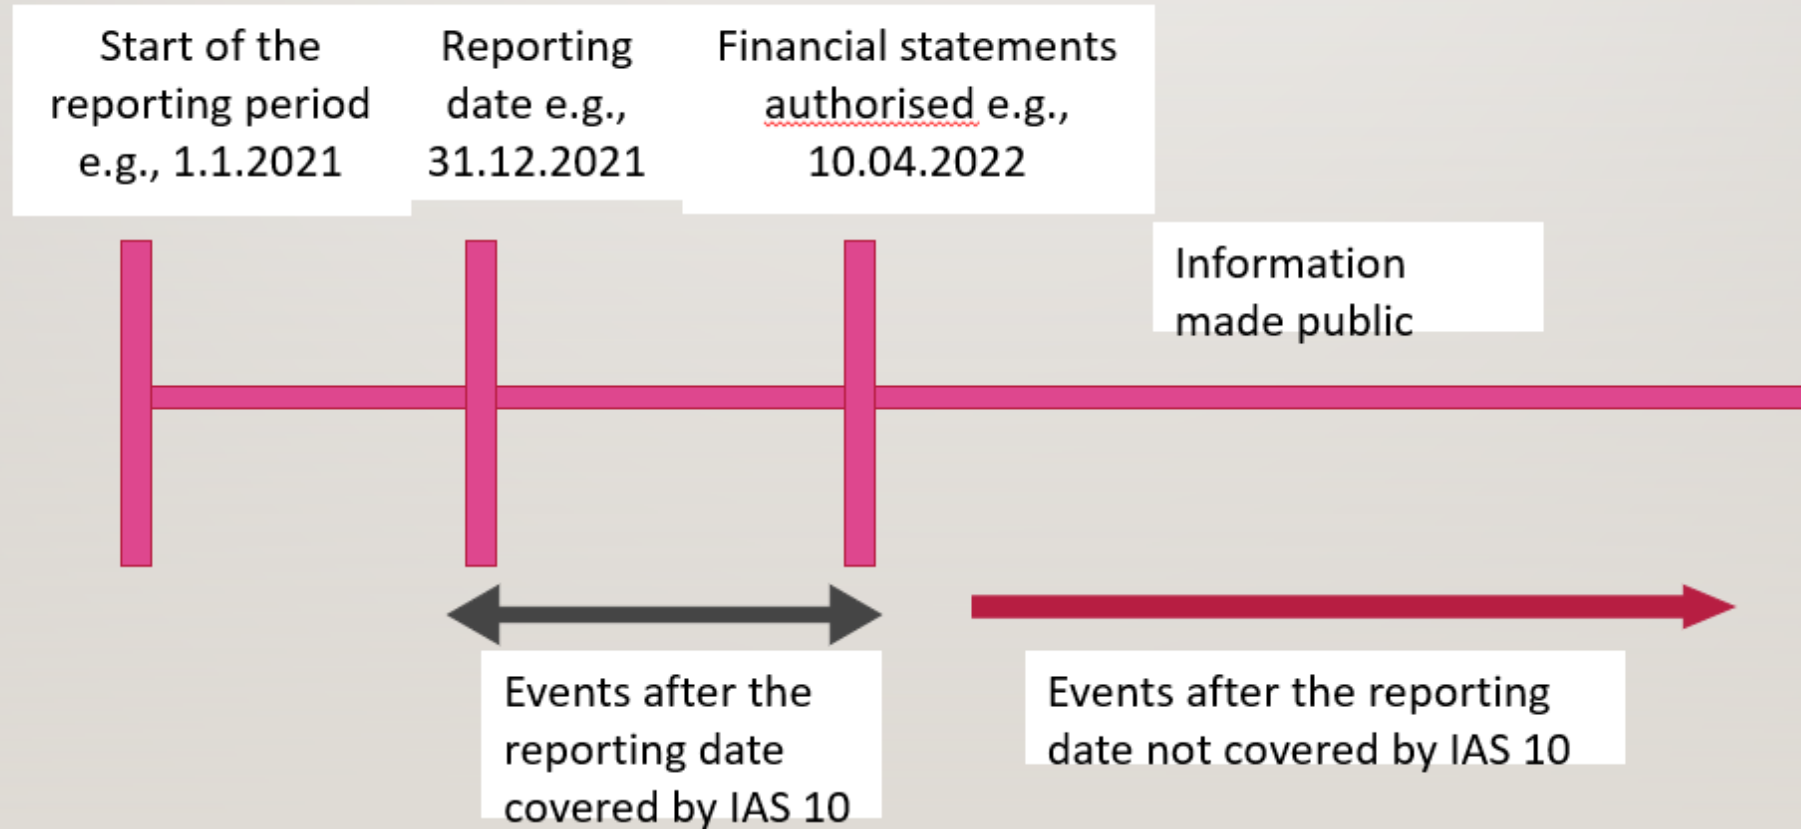 Start of the
reporting period
e.g., 1.1.2021
Reporting
date e.g.,
31.12.2021
Financial statements
authorised e.g.,
10.04.2022
Information
made public
Events after the
reporting date
covered by IAS 10
Events after the reporting
date not covered by IAS 10